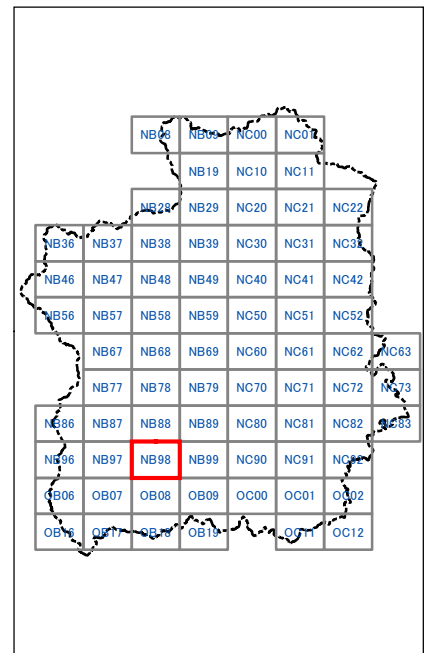 NB08 NB09 NC00 NC01
NB19 NC10 NC11
NB28 NB29 NC20 NC21 NC22
NB36 NB37 NB38 NB39 NC30 NC31 NC32
NB46 NB47 NB48 NB49 NC40 NC41 NC42
NB56 NB57 NB58 NB59 NC50 NC51 NC52
NB67 NB68 NB69 NC60 NC61 NC62 NC63
NB77 NB78 NB79 NC70 NC71 NC72 NC73
NB86 NB87 NB88 NB89 NC80 NC81 NC82 NC83
NB96 NB97 NB98 NB99 NC90 NC91 NC92
OB06 OB07 OB08 OB09 OC00 OC01 OC02
OB16 OB17 OB18 OB19 OC11 OC12